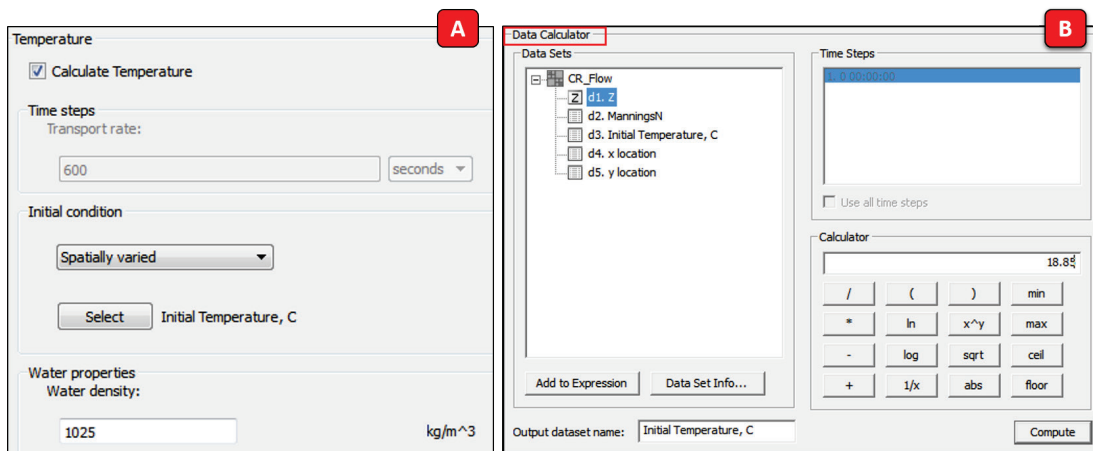 A
Temperature
Calculate Temperature
Time steps
Transport rate:
600 seconds
Initial condition
Spatially varied
Select Initial Temperature, C
Water properties
Water density:
1025 kg/m^3
B
Data Calculator
Data Sets
CR_Flow
Z d1. Z
d2. ManningsN
d3. Initial Temperature, C
d4. x location
d5. y location
Add to Expression Data Set Info...
Output dataset name: Initial Temperature, C
Time Steps
1. 0 00:00:00
Use all time steps
Calculator
18.85
/ ( ) min
* ln x^y max
- log sqrt ceil
+ 1/x abs floor
Compute